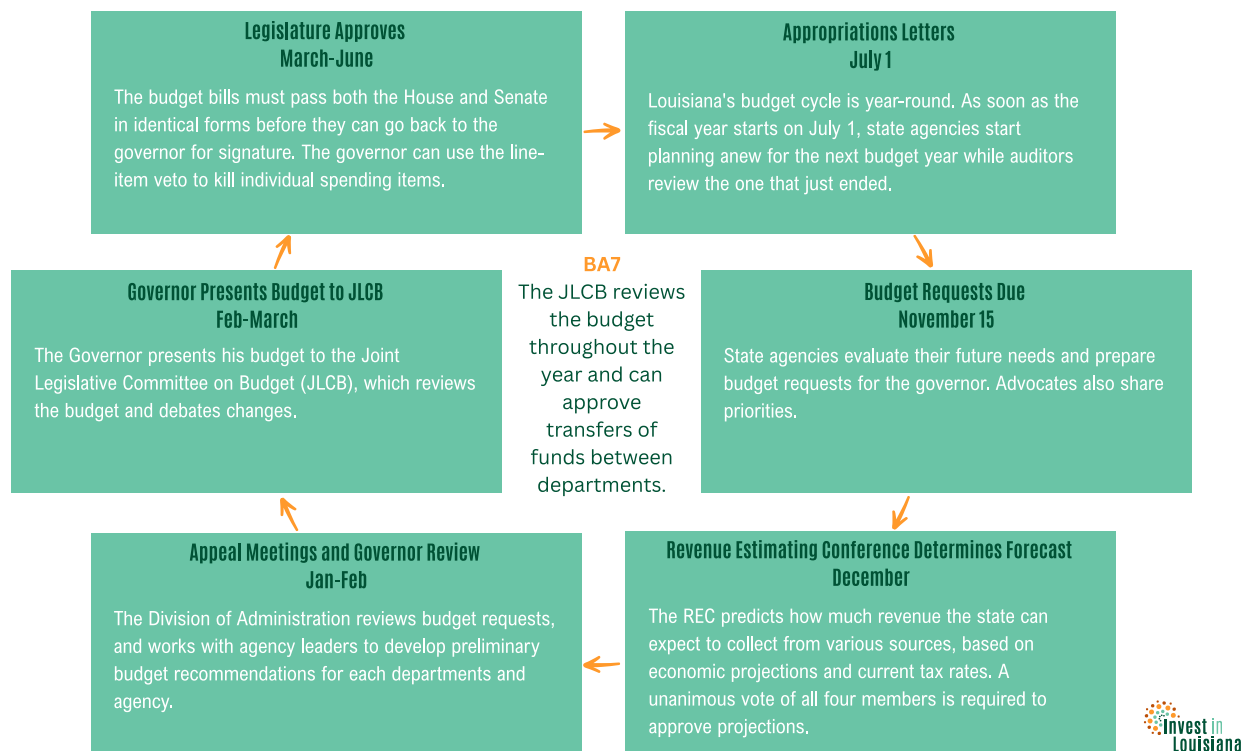 Legislature Approves
March-June
The budget bills must pass both the House and Senate
in identical forms before they can go back to the
governor for signature. The governor can use the line-
item veto to kill individual spending items.
Appropriations Letters
July 1
Louisiana's budget cycle is year-round. As soon as the
fiscal year starts on July 1, state agencies start
planning anew for the next budget year while auditors
review the one that just ended.
Governor Presents Budget to JLCB
Feb-March
The Governor presents his budget to the Joint
Legislative Committee on Budget (JLCB), which reviews
the budget and debates changes.
BA7
The JLCB reviews
the budget
throughout the
year and can
approve
transfers of
funds between
departments.
Budget Requests Due
November 15
State agencies evaluate their future needs and prepare
budget requests for the governor. Advocates also share
priorities.
Appeal Meetings and Governor Review
Jan-Feb
The Division of Administration reviews budget requests,
and works with agency leaders to develop preliminary
budget recommendations for each departments and
agency.
Revenue Estimating Conference Determines Forecast
December
The REC predicts how much revenue the state can
expect to collect from various sources, based on
economic projections and current tax rates. A
unanimous vote of all four members is required to
approve projections.
Invest in
Louisiana